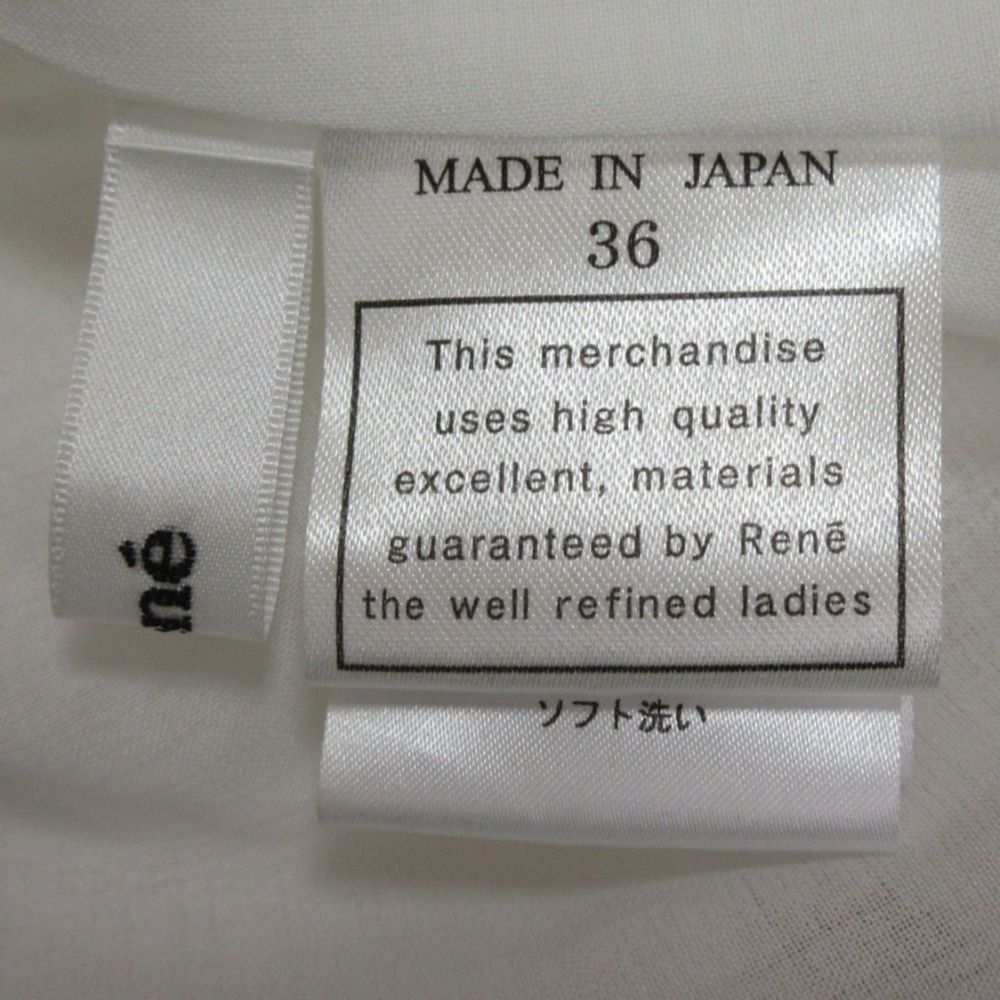 MADE IN JAPAN
36
This merchandise
uses high quality
excellent, materials
guaranteed by René
the well refined ladies
ソフト洗い
né